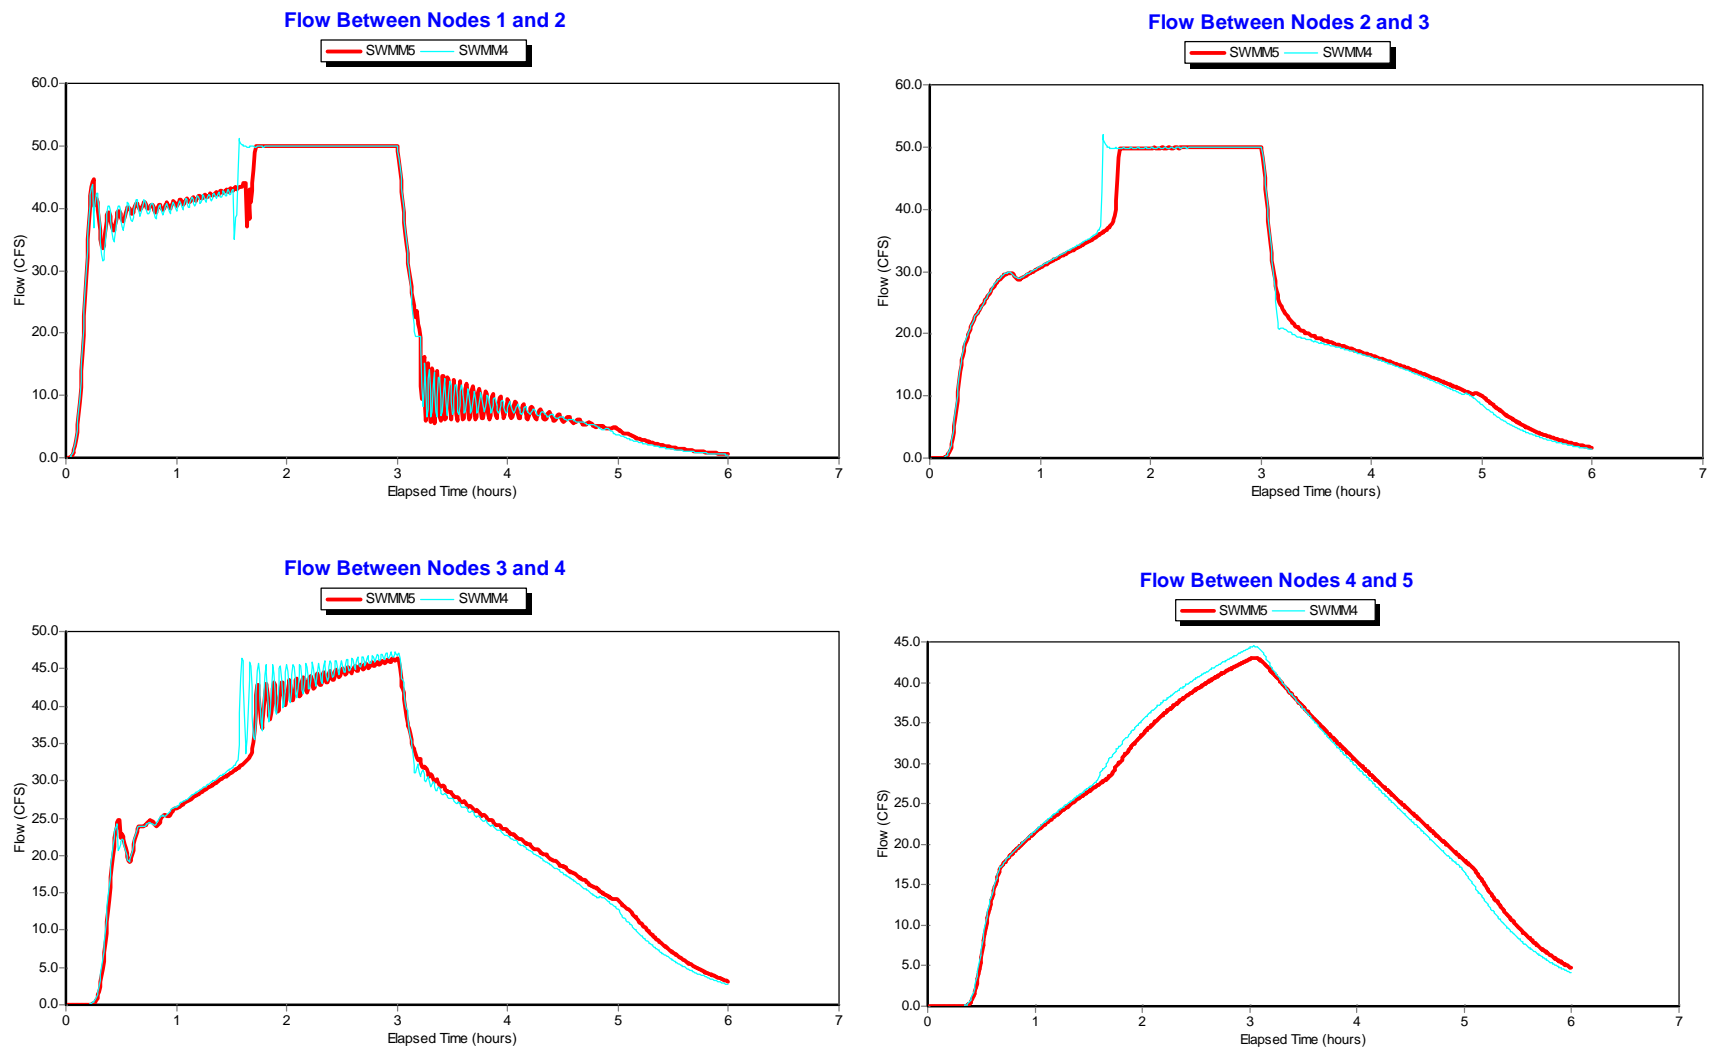 Flow Between Nodes 1 and 2
SWMM5 SWMM4
60.0
50.0
40.0
30.0
20.0
10.0
0.0
Flow (CFS)
0 1 2 3 4 5 6 7
Elapsed Time (hours)
Flow Between Nodes 2 and 3
SWMM5 SWMM4
60.0
50.0
40.0
30.0
20.0
10.0
0.0
Flow (CFS)
0 1 2 3 4 5 6 7
Elapsed Time (hours)
Flow Between Nodes 3 and 4
SWMM5 SWMM4
50.0
45.0
40.0
35.0
30.0
25.0
20.0
15.0
10.0
5.0
0.0
Flow (CFS)
0 1 2 3 4 5 6 7
Elapsed Time (hours)
Flow Between Nodes 4 and 5
SWMM5 SWMM4
45.0
40.0
35.0
30.0
25.0
20.0
15.0
10.0
5.0
0.0
Flow (CFS)
0 1 2 3 4 5 6 7
Elapsed Time (hours)